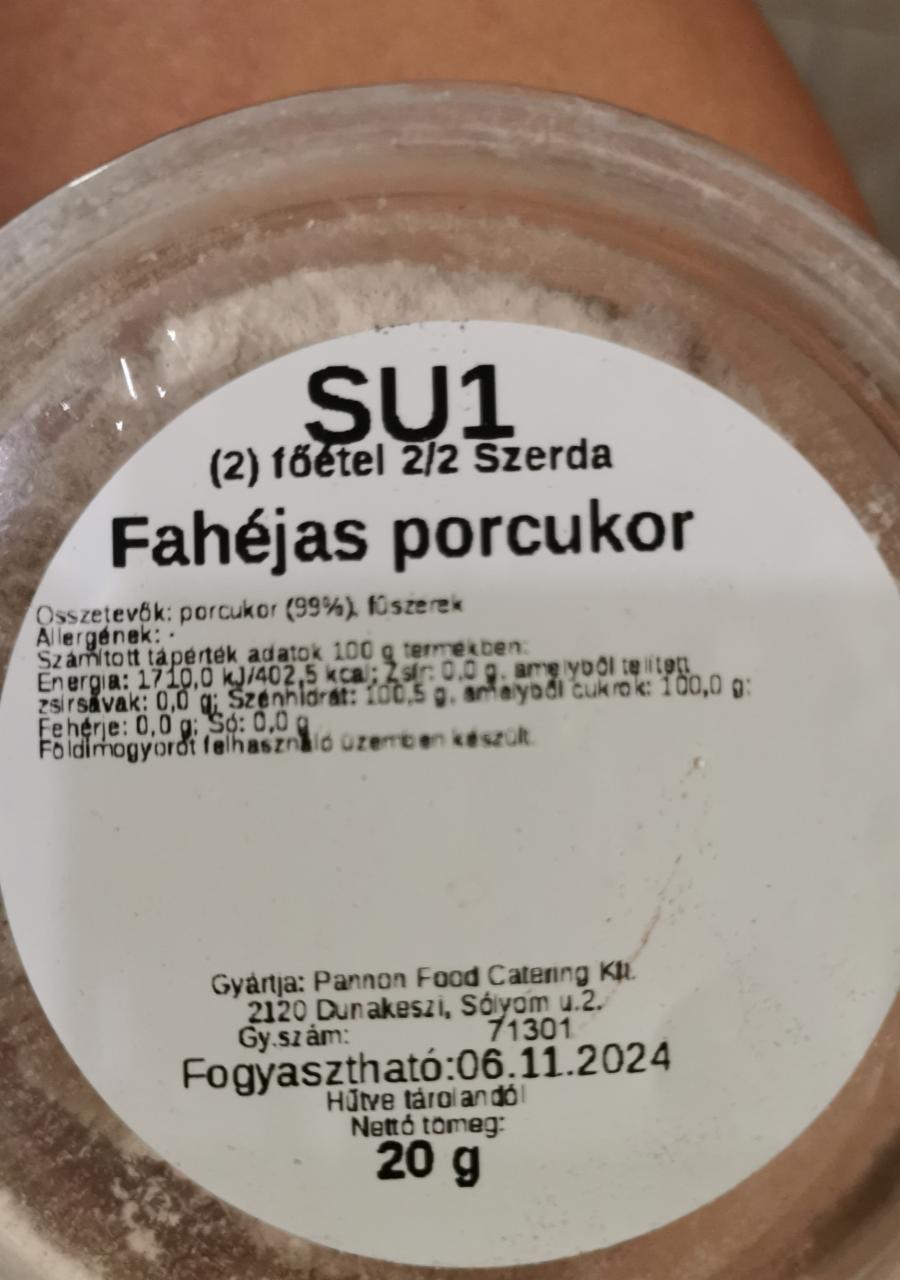 SU1
(2) főétel 2/2 Szerda
Fahéjas porcukor
Összetevők: porcukor (99%), fűszerek
Allergének: -
Számított tápérték adatok 100 g termékben:
Energia: 1710,0 kJ/402,5 kcal; Zsír: 0,0 g, amelyből telített
zsírsavak: 0,0 g; Szénhidrát: 100,5 g, amelyből cukrok: 100,0 g;
Fehérje: 0,0 g; Só: 0,0 g
Földimogyorót felhasználó üzemben készült.
Gyártja: Pannon Food Catering Kft.
2120 Dunakeszi, Sólyom u.2.
Gy.szám: 71301
Fogyasztható:06.11.2024
Hűtve tárolandó!
Nettó tömeg:
20 g